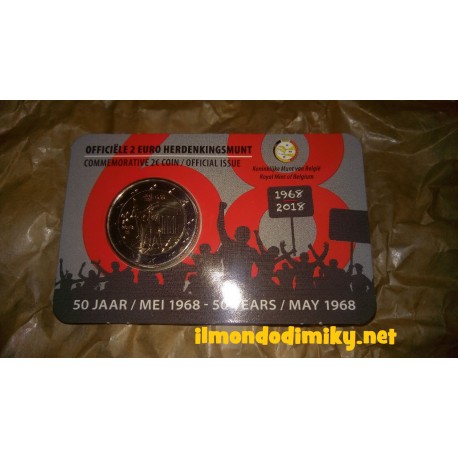 OFFICIËLE 2 EURO HERDENKINGSMUNT
COMMEMORATIVE 2€ COIN / OFFICIAL ISSUE
Koninklijke Munt van België
Royal Mint of Belgium
1968
2018
50 JAAR / MEI 1968 - 50 YEARS / MAY 1968
ilmondodimiky.net